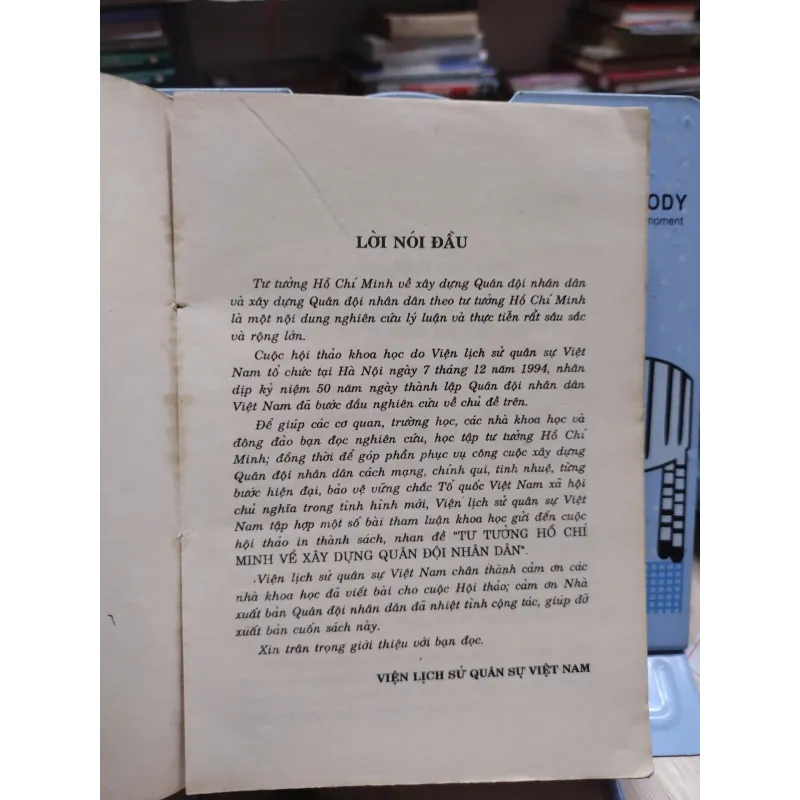 LỜI NÓI ĐẦU
Tư tưởng Hồ Chí Minh về xây dựng Quân đội nhân dân
và xây dựng Quân đội nhân dân theo tư tưởng Hồ Chí Minh
là một nội dung nghiên cứu lý luận và thực tiễn rất sâu sắc
và rộng lớn.
Cuộc hội thảo khoa học do Viện lịch sử quân sự Việt
Nam tổ chức tại Hà Nội ngày 7 tháng 12 năm 1994, nhân
dịp kỷ niệm 50 năm ngày thành lập Quân đội nhân dân
Việt Nam đã bước đầu nghiên cứu về chủ đề trên.
Để giúp các cơ quan, trường học, các nhà khoa học và
đông đảo bạn đọc nghiên cứu, học tập tư tưởng Hồ Chí
Minh; đồng thời để góp phần phục vụ công cuộc xây dựng
Quân đội nhân dân cách mạng, chính qui, tinh nhuệ, từng
bước hiện đại, bảo vệ vững chắc Tổ quốc Việt Nam xã hội
chủ nghĩa trong tình hình mới, Viện lịch sử quân sự Việt
Nam tập hợp một số bài tham luận khoa học gửi đến cuộc
hội thảo in thành sách, nhan đề "TƯ TƯỞNG HỒ CHÍ
MINH VỀ XÂY DỰNG QUÂN ĐỘI NHÂN DÂN".
Viện lịch sử quân sự Việt Nam chân thành cảm ơn các
nhà khoa học đã viết bài cho cuộc Hội thảo; cảm ơn Nhà
xuất bản Quân đội nhân dân đã nhiệt tình cộng tác, giúp đỡ
xuất bản cuốn sách này.
Xin trân trọng giới thiệu với bạn đọc.
VIỆN LỊCH SỬ QUÂN SỰ VIỆT NAM
ODY
moment